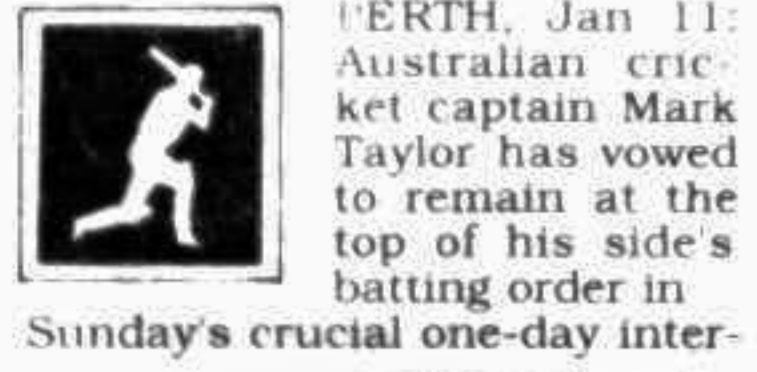 PERTH, Jan 11:
Australian cric-
ket captain Mark
Taylor has vowed
to remain at the
top of his side's
batting order in
Sunday's crucial one-day inter-